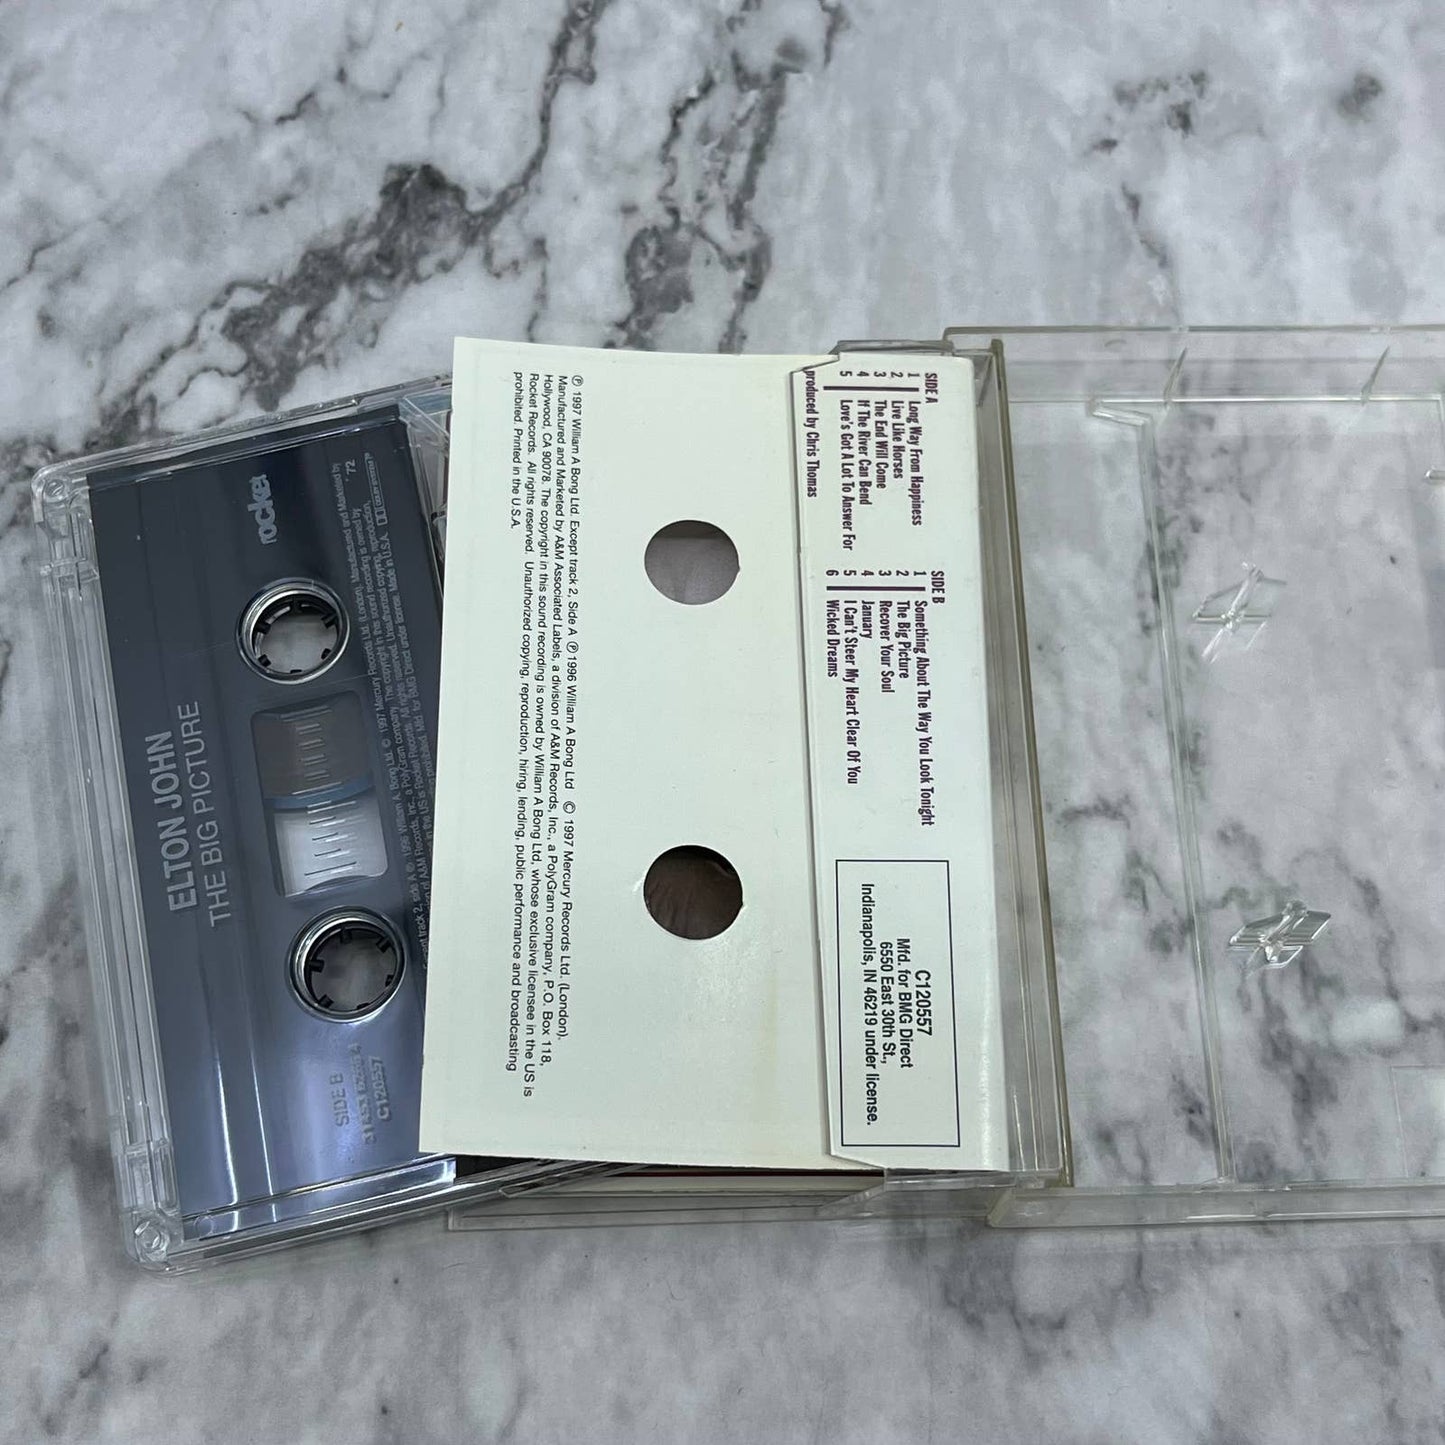 SIDE A
1 Long Way From Happiness
2 Live Like Horses
3 The End Will Come
4 If The River Can Bend
5 Love's Got A Lot To Answer For
produced by Chris Thomas
SIDE B
1 Something About The Way You Look Tonight
2 The Big Picture
3 Recover Your Soul
4 January
5 I Can't Steer My Heart Clear Of You
6 Wicked Dreams
C120557
Mfd. for BMG Direct
6550 East 30th St.,
Indianapolis, IN 46219 under license.
℗ 1997 William A Bong Ltd. Except track 2, Side A ℗ 1996 William A Bong Ltd © 1997 Mercury Records Ltd. (London).
Manufactured and Marketed by A&M Associated Labels, a division of A&M Records, Inc., a PolyGram company, P.O. Box 118,
Hollywood, CA 90078. The copyright in this sound recording is owned by William A Bong Ltd, whose exclusive licensee in the US is
Rocket Records. All rights reserved. Unauthorized copying, reproduction, hiring, lending, public performance and broadcasting
prohibited. Printed in the U.S.A.
rocket
ELTON JOHN
THE BIG PICTURE
SIDE B
C120557